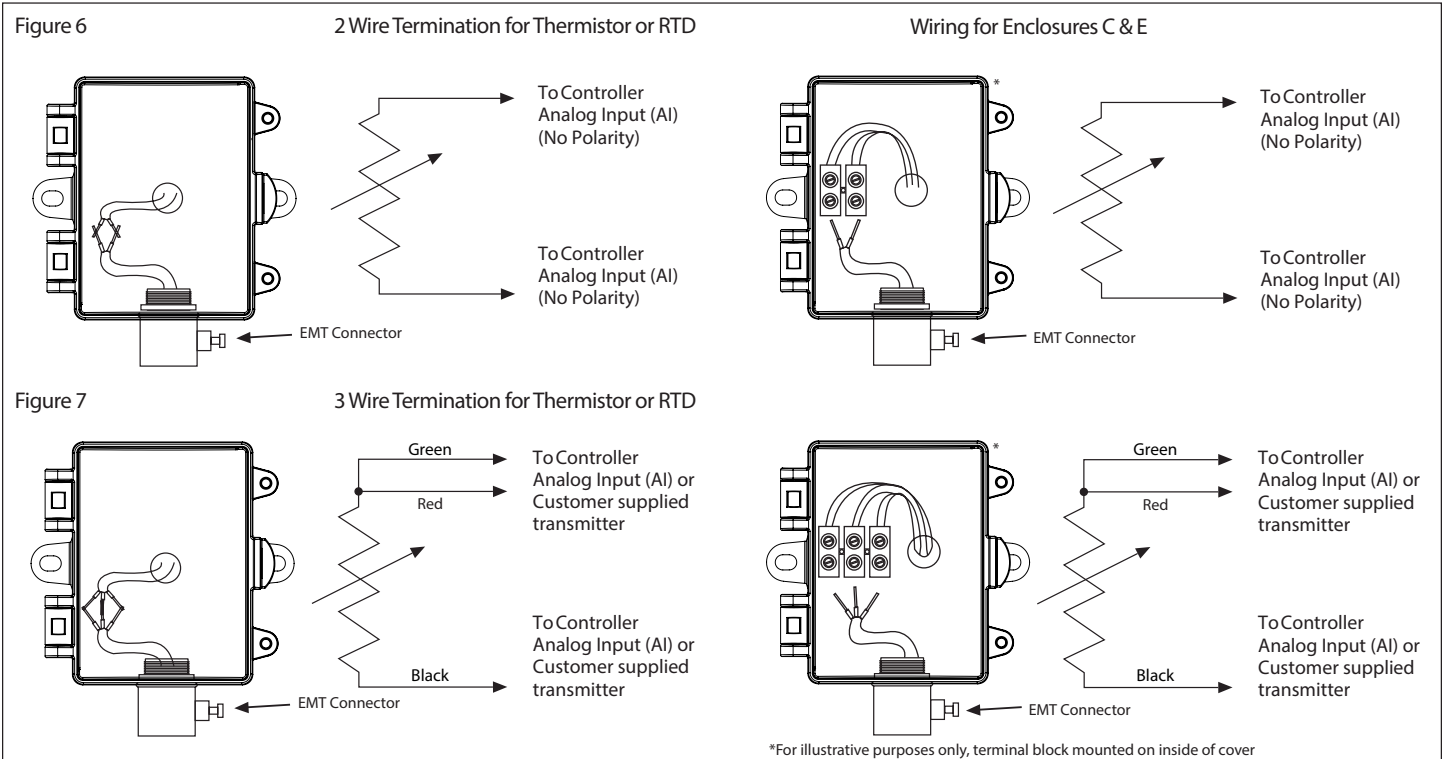 Figure 6
2 Wire Termination for Thermistor or RTD
Wiring for Enclosures C & E
To Controller
Analog Input (AI)
(No Polarity)
To Controller
Analog Input (AI)
(No Polarity)
EMT Connector
*
To Controller
Analog Input (AI)
(No Polarity)
To Controller
Analog Input (AI)
(No Polarity)
EMT Connector
Figure 7
3 Wire Termination for Thermistor or RTD
Green
Red
To Controller
Analog Input (AI) or
Customer supplied
transmitter
Black
To Controller
Analog Input (AI) or
Customer supplied
transmitter
EMT Connector
*
Green
Red
To Controller
Analog Input (AI) or
Customer supplied
transmitter
Black
To Controller
Analog Input (AI) or
Customer supplied
transmitter
EMT Connector
*For illustrative purposes only, terminal block mounted on inside of cover